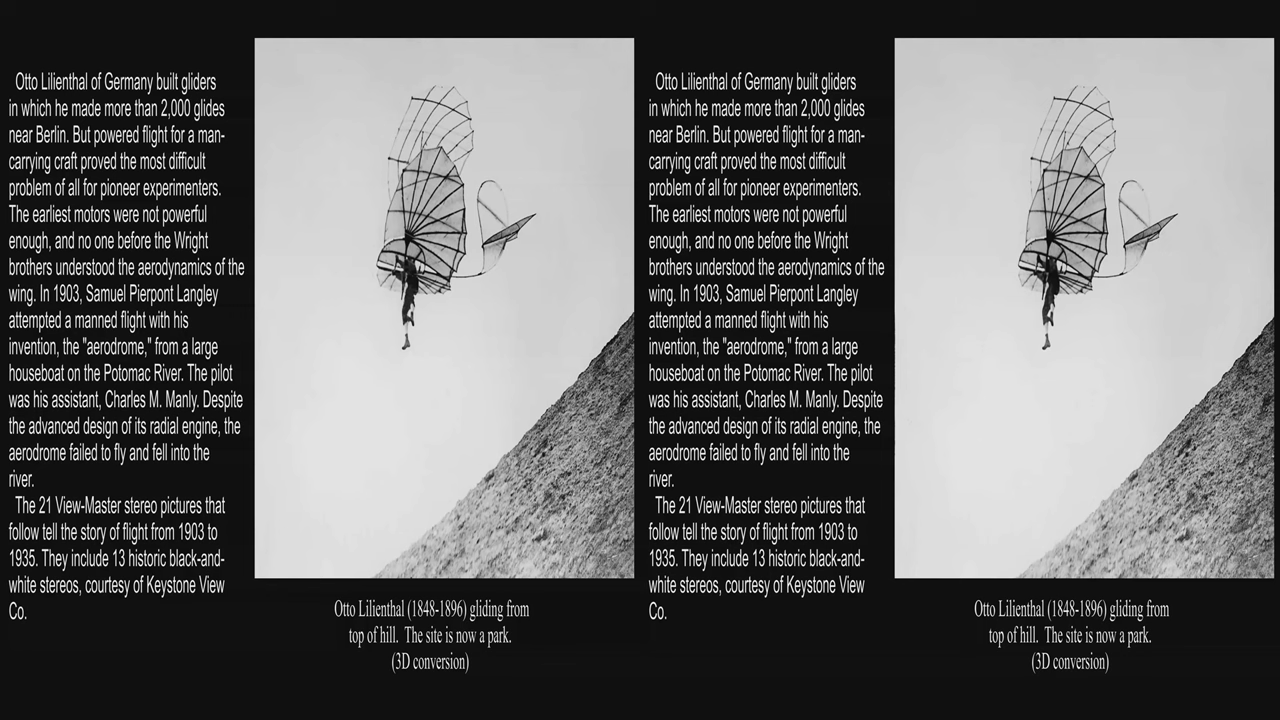 Otto Lilienthal of Germany built gliders
in which he made more than 2,000 glides
near Berlin. But powered flight for a man-
carrying craft proved the most difficult
problem of all for pioneer experimenters.
The earliest motors were not powerful
enough, and no one before the Wright
brothers understood the aerodynamics of the
wing. In 1903, Samuel Pierpont Langley
attempted a manned flight with his
invention, the "aerodrome," from a large
houseboat on the Potomac River. The pilot
was his assistant, Charles M. Manly. Despite
the advanced design of its radial engine, the
aerodrome failed to fly and fell into the
river.
The 21 View-Master stereo pictures that
follow tell the story of flight from 1903 to
1935. They include 13 historic black-and-
white stereos, courtesy of Keystone View
Co.
Otto Lilienthal (1848-1896) gliding from
top of hill. The site is now a park.
(3D conversion)
Otto Lilienthal of Germany built gliders
in which he made more than 2,000 glides
near Berlin. But powered flight for a man-
carrying craft proved the most difficult
problem of all for pioneer experimenters.
The earliest motors were not powerful
enough, and no one before the Wright
brothers understood the aerodynamics of the
wing. In 1903, Samuel Pierpont Langley
attempted a manned flight with his
invention, the "aerodrome," from a large
houseboat on the Potomac River. The pilot
was his assistant, Charles M. Manly. Despite
the advanced design of its radial engine, the
aerodrome failed to fly and fell into the
river.
The 21 View-Master stereo pictures that
follow tell the story of flight from 1903 to
1935. They include 13 historic black-and-
white stereos, courtesy of Keystone View
Co.
Otto Lilienthal (1848-1896) gliding from
top of hill. The site is now a park.
(3D conversion)